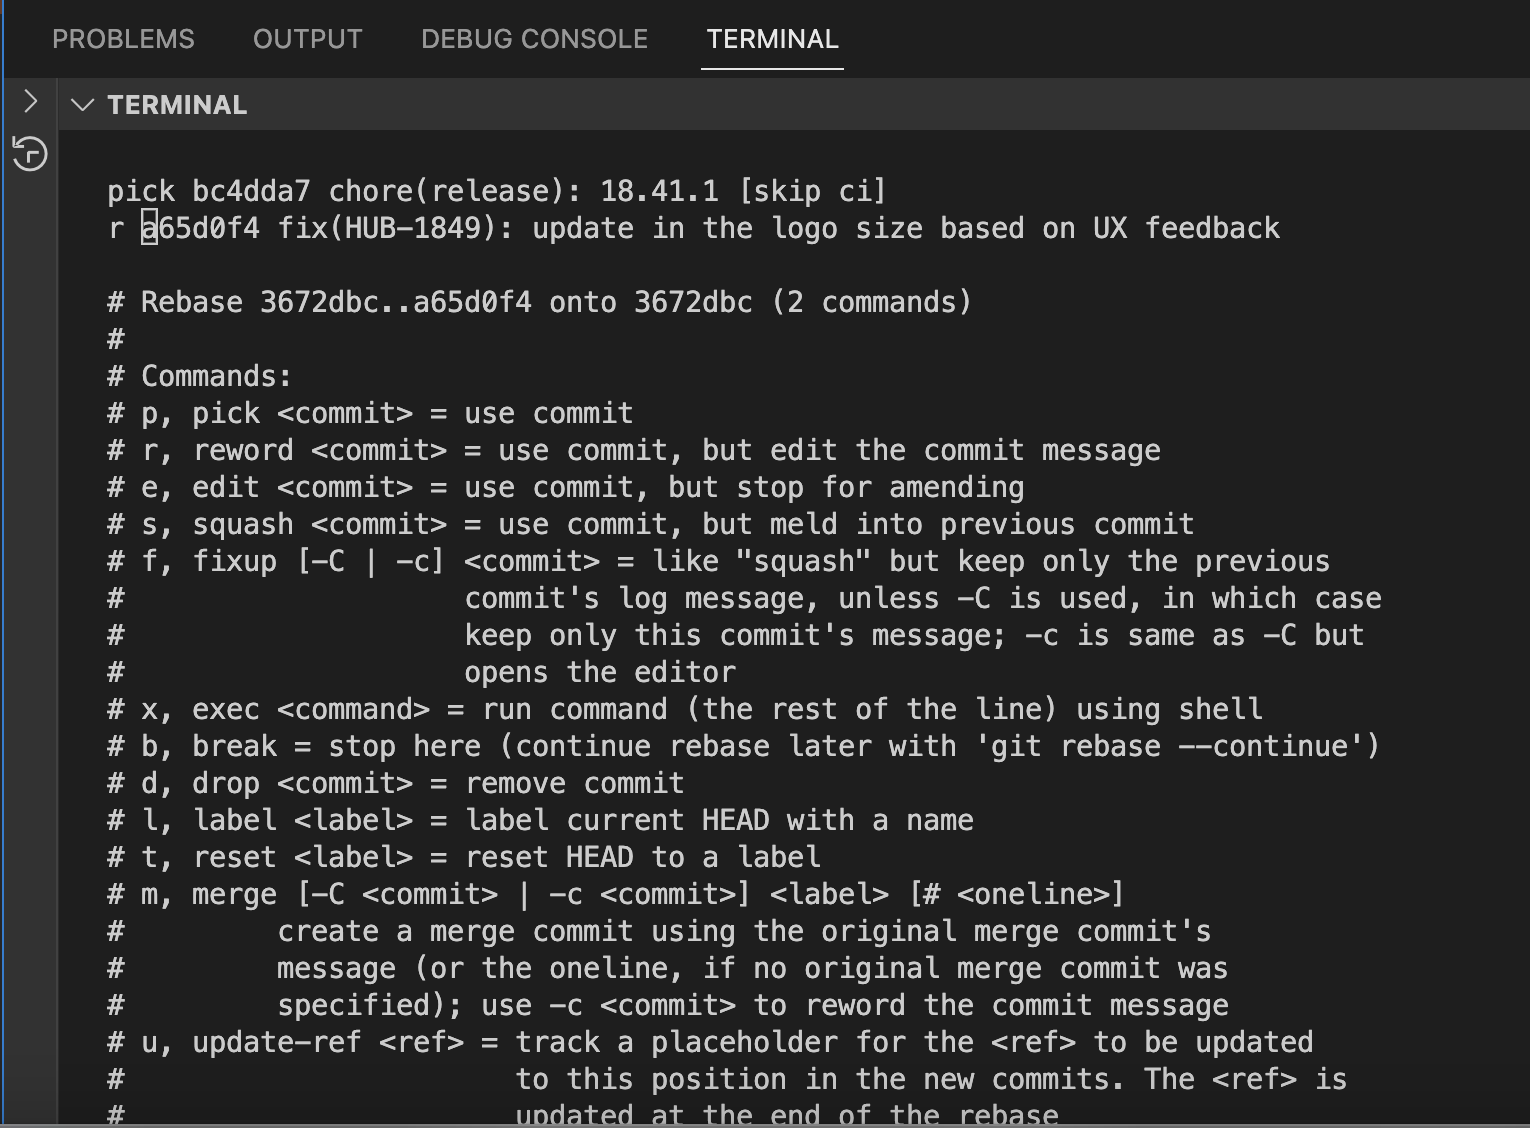 PROBLEMS OUTPUT DEBUG CONSOLE TERMINAL
TERMINAL
pick bc4dda7 chore(release): 18.41.1 [skip ci]
r a65d0f4 fix(HUB-1849): update in the logo size based on UX feedback
# Rebase 3672dbc..a65d0f4 onto 3672dbc (2 commands)
#
# Commands:
# p, pick <commit> = use commit
# r, reword <commit> = use commit, but edit the commit message
# e, edit <commit> = use commit, but stop for amending
# s, squash <commit> = use commit, but meld into previous commit
# f, fixup [-C | -c] <commit> = like "squash" but keep only the previous
#                     commit's log message, unless -C is used, in which case
#                     keep only this commit's message; -c is same as -C but
#                     opens the editor
# x, exec <command> = run command (the rest of the line) using shell
# b, break = stop here (continue rebase later with 'git rebase --continue')
# d, drop <commit> = remove commit
# l, label <label> = label current HEAD with a name
# t, reset <label> = reset HEAD to a label
# m, merge [-C <commit> | -c <commit>] <label> [# <oneline>]
#          create a merge commit using the original merge commit's
#          message (or the oneline, if no original merge commit was
#          specified); use -c <commit> to reword the commit message
# u, update-ref <ref> = track a placeholder for the <ref> to be updated
#                       to this position in the new commits. The <ref> is
#                       updated at the end of the rebase